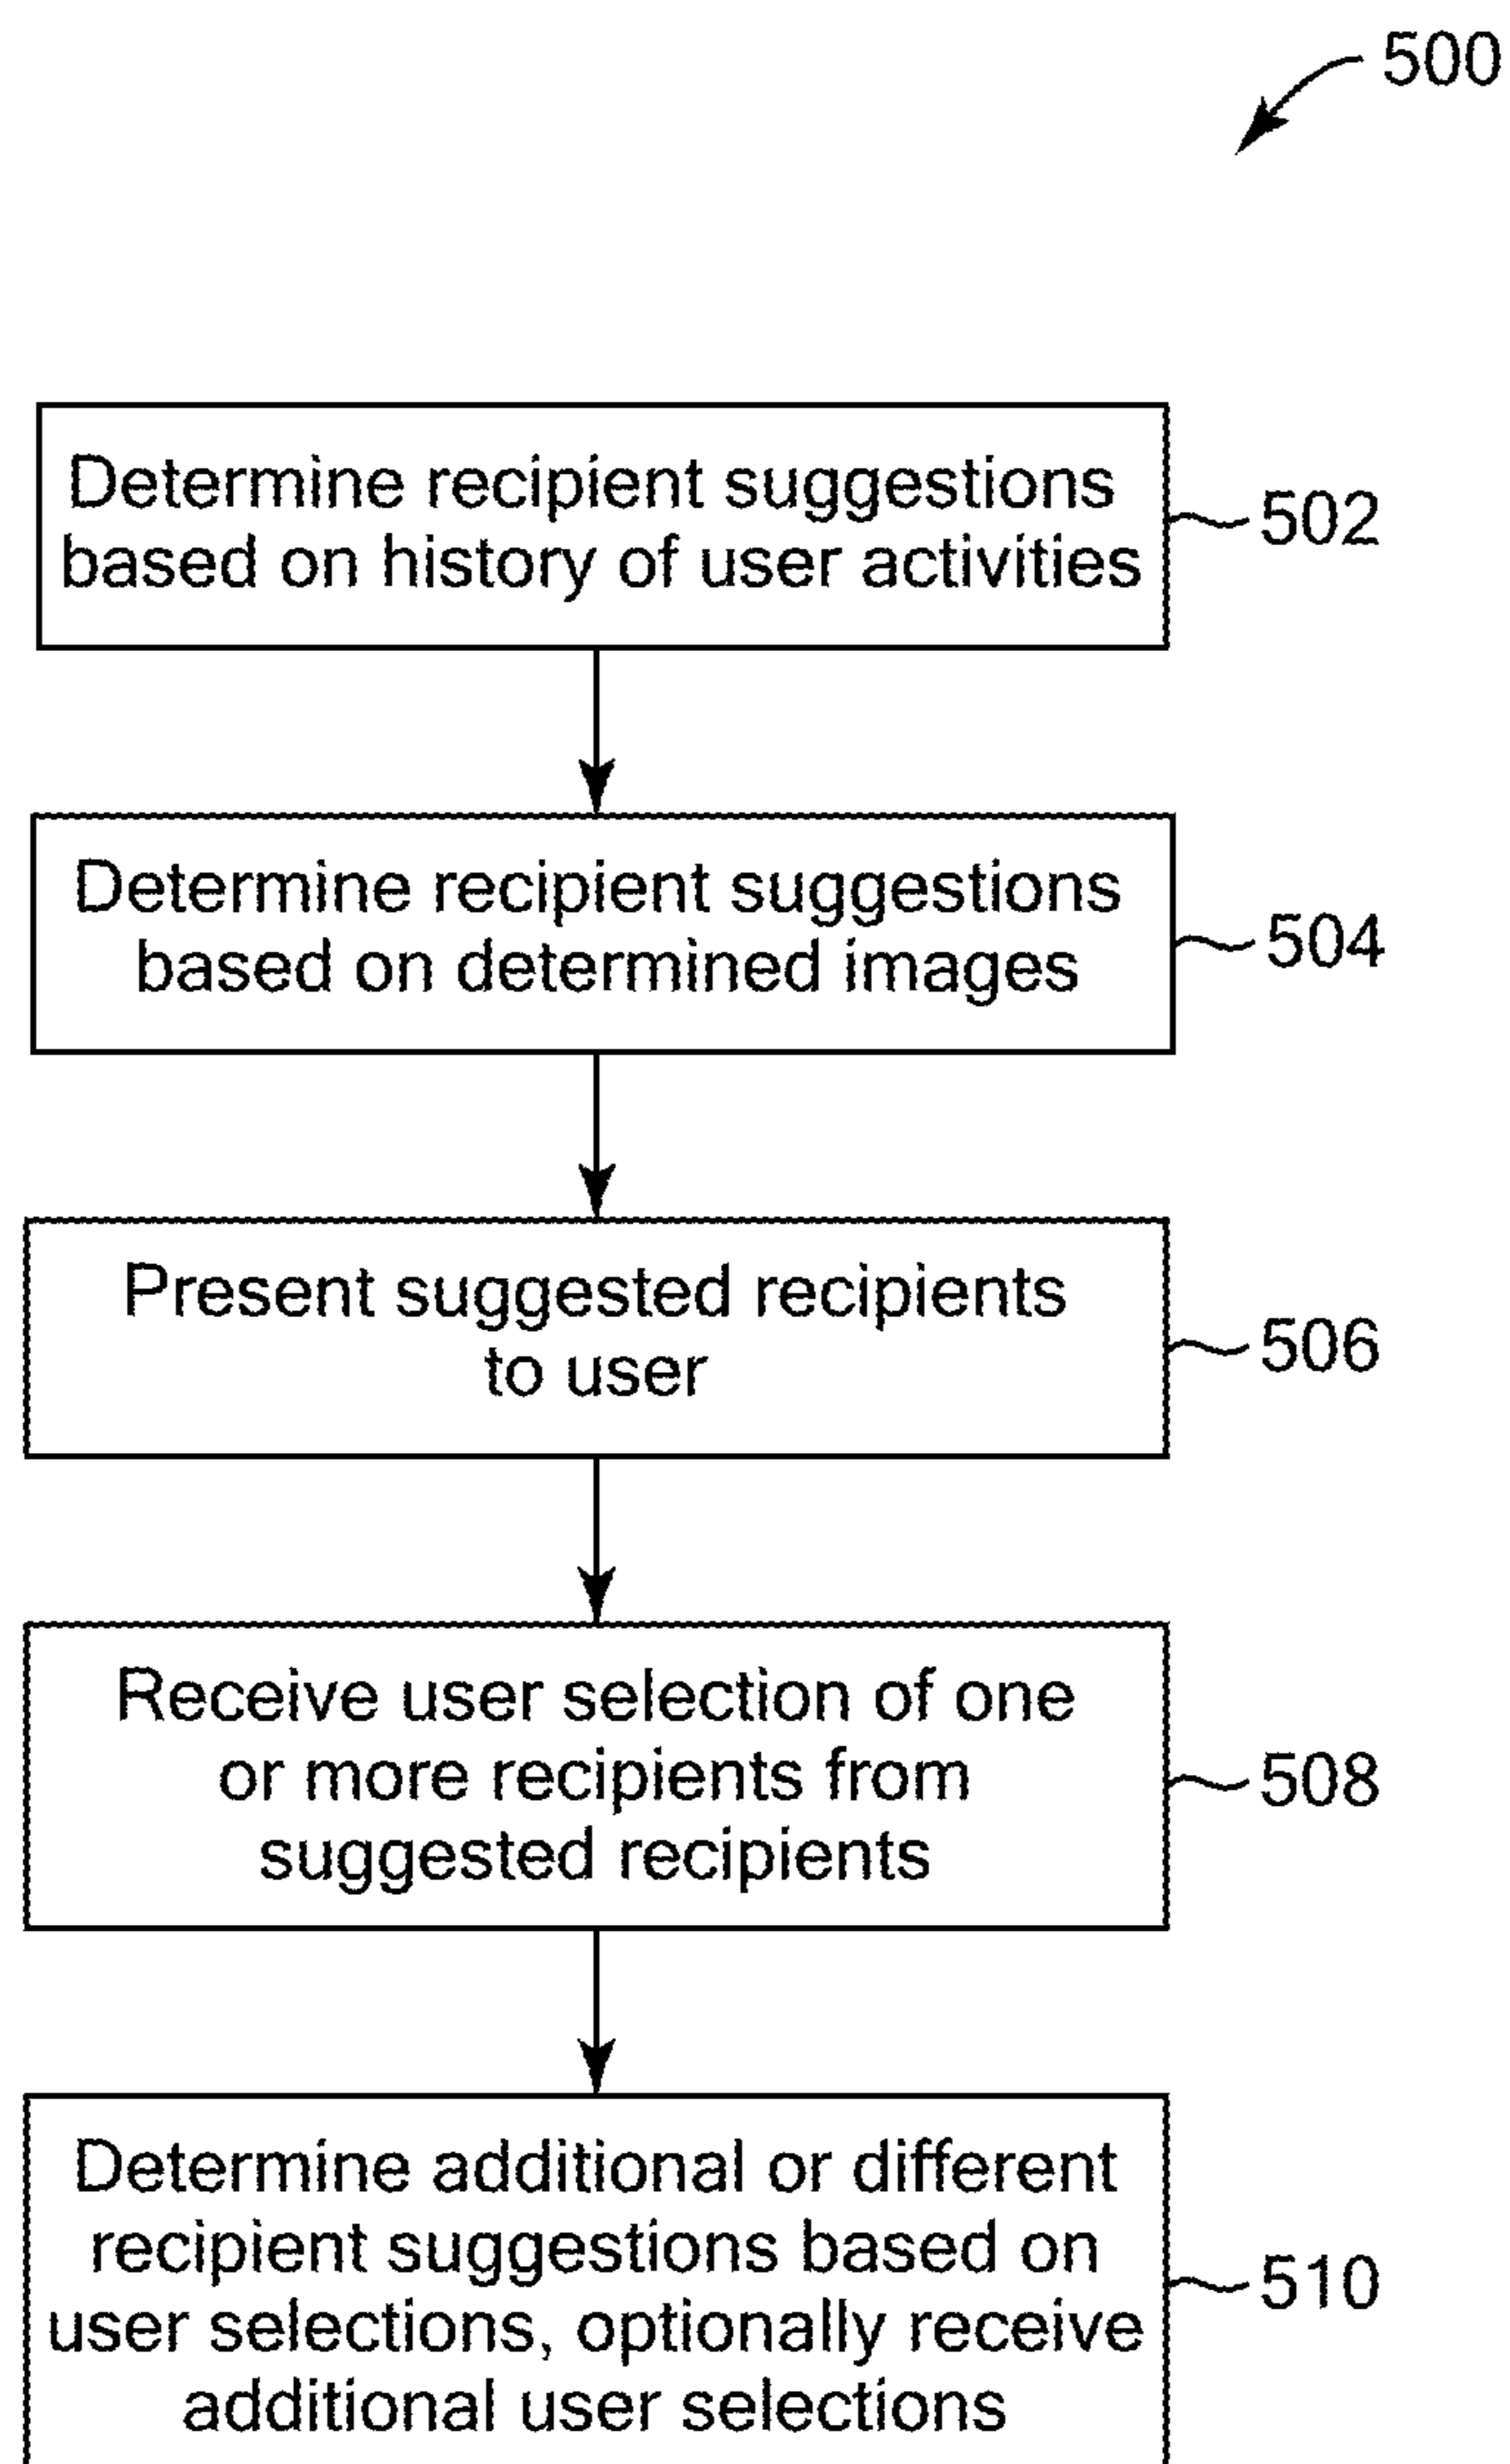 500
Determine recipient suggestions
based on history of user activities
502
Determine recipient suggestions
based on determined images
504
Present suggested recipients
to user
506
Receive user selection of one
or more recipients from
suggested recipients
508
Determine additional or different
recipient suggestions based on
user selections, optionally receive
additional user selections
510